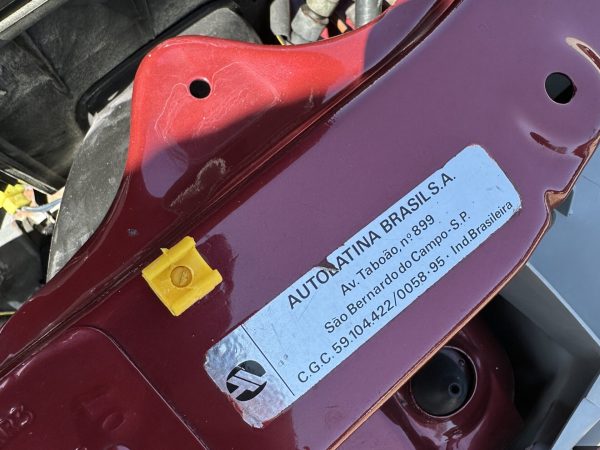 AUTOLATINA BRASIL S.A.
Av. Taboão, nº 899
São Bernardo do Campo - S.P.
C.G.C. 59.104.422/0058-95 - Ind. Brasileira